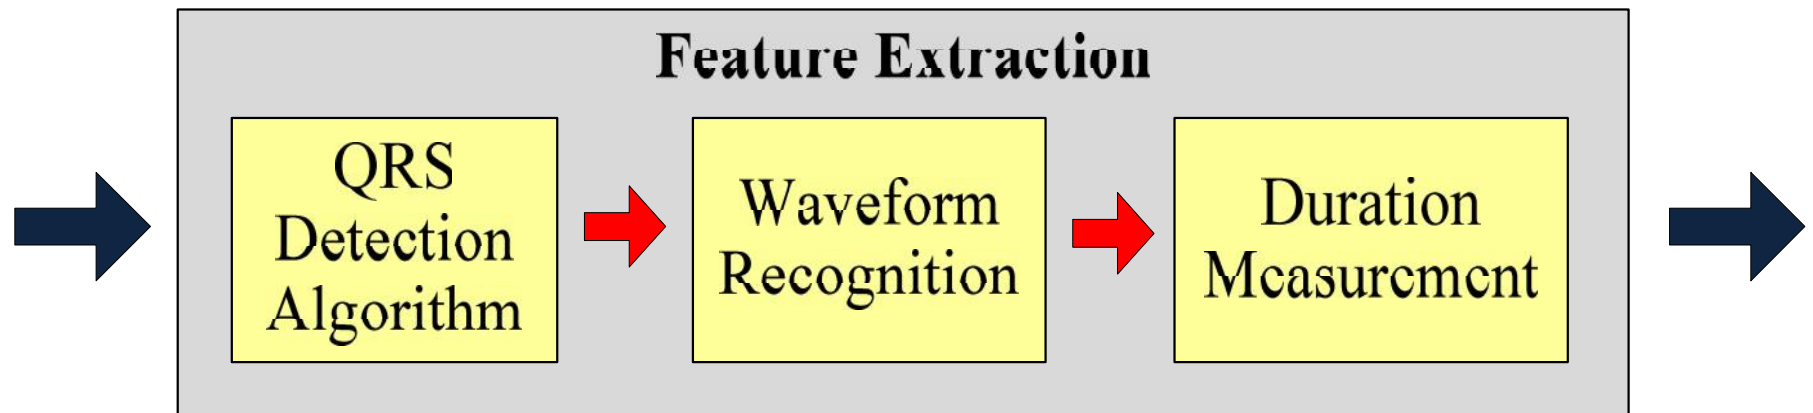 Feature Extraction
QRS
Detection
Algorithm
Waveform
Recognition
Duration
Measurement